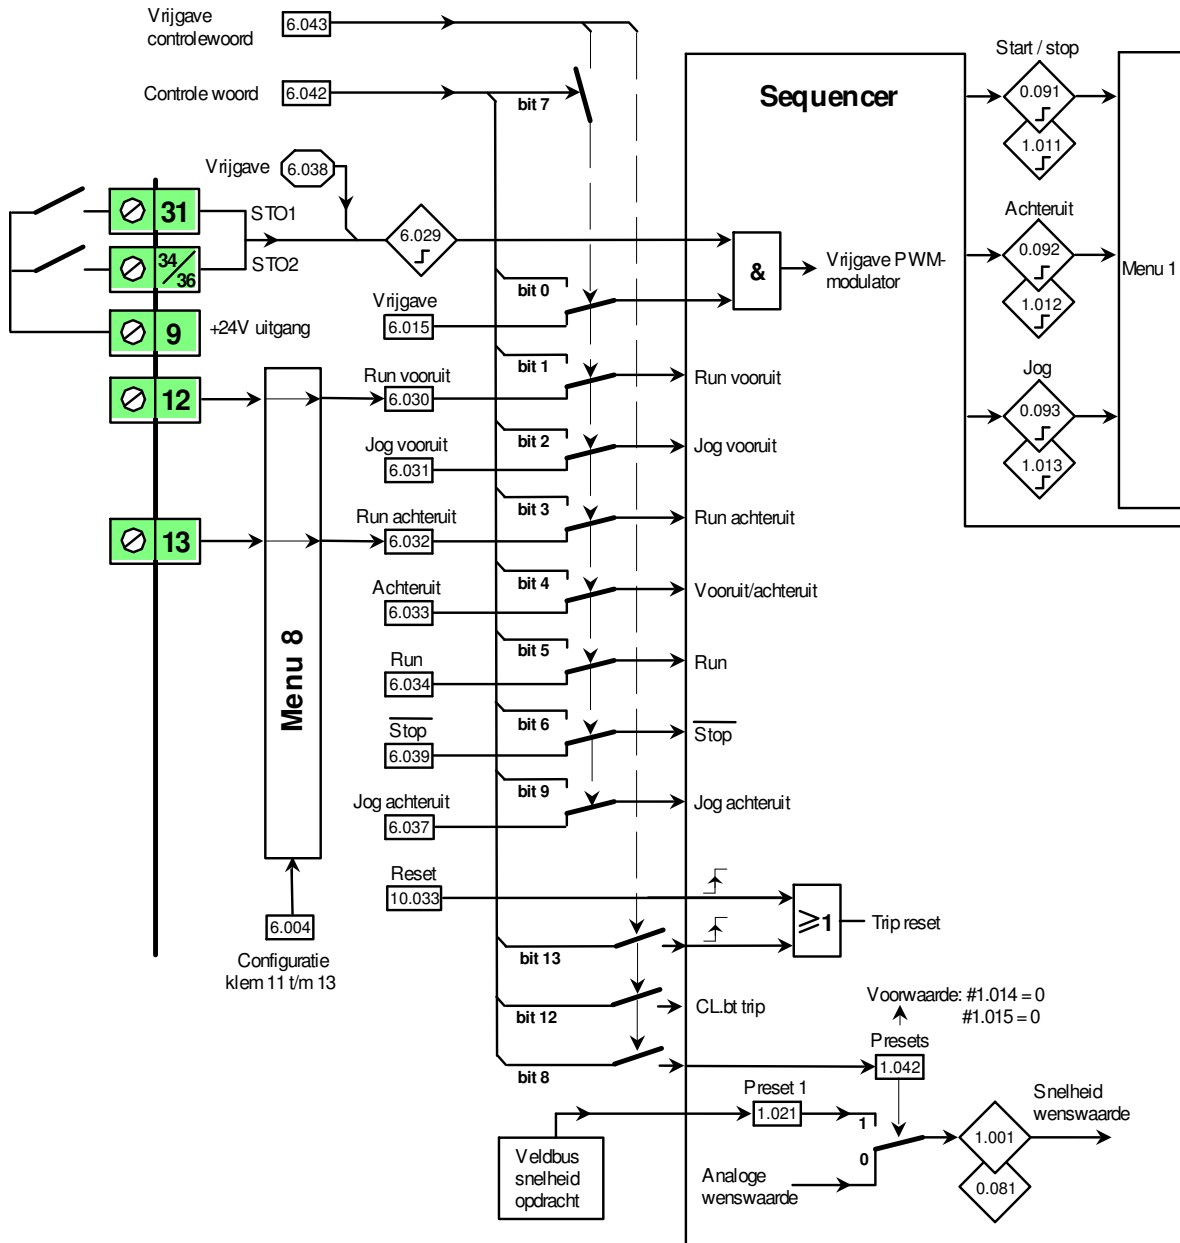 Vrijgave
controlewoord
6.043
Controle woord
6.042
bit 7
Sequencer
Start / stop
0.091
1.011
Vrijgave
6.038
31
STO1
34/36
STO2
9
+24V uitgang
6.029
&
Vrijgave PWM-
modulator
Achteruit
0.092
1.012
Menu 1
bit 0
Vrijgave
6.015
12
Run vooruit
6.030
bit 1
Run vooruit
Jog
0.093
1.013
Jog vooruit
6.031
bit 2
Jog vooruit
13
Run achteruit
6.032
bit 3
Run achteruit
Achteruit
6.033
bit 4
Vooruit/achteruit
Menu 8
Run
6.034
bit 5
Run
Stop
6.039
bit 6
Stop
Jog achteruit
6.037
bit 9
Jog achteruit
Reset
10.033
≥1
Trip reset
6.004
Configuratie
klem 11 t/m 13
bit 13
bit 12
CL.bt trip
Voorwaarde: #1.014 = 0
#1.015 = 0
bit 8
Presets
1.042
Preset 1
1.021
1
0
Snelheid
wenswaarde
1.001
0.081
Veldbus
snelheid
opdracht
Analoge
wenswaarde